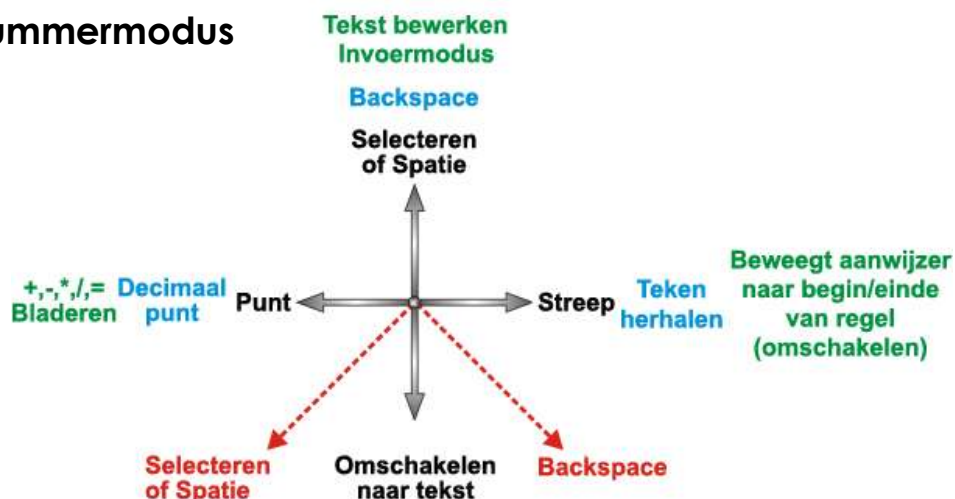 ummermodus
Tekst bewerken
Invoermodus
Backspace
Selecteren
of Spatie
+,-,*,/,=
Bladeren
Decimaal
punt
Punt
Streep
Teken
herhalen
Beweegt aanwijzer
naar begin/einde
van regel
(omschakelen)
Selecteren
of Spatie
Omschakelen
naar tekst
Backspace